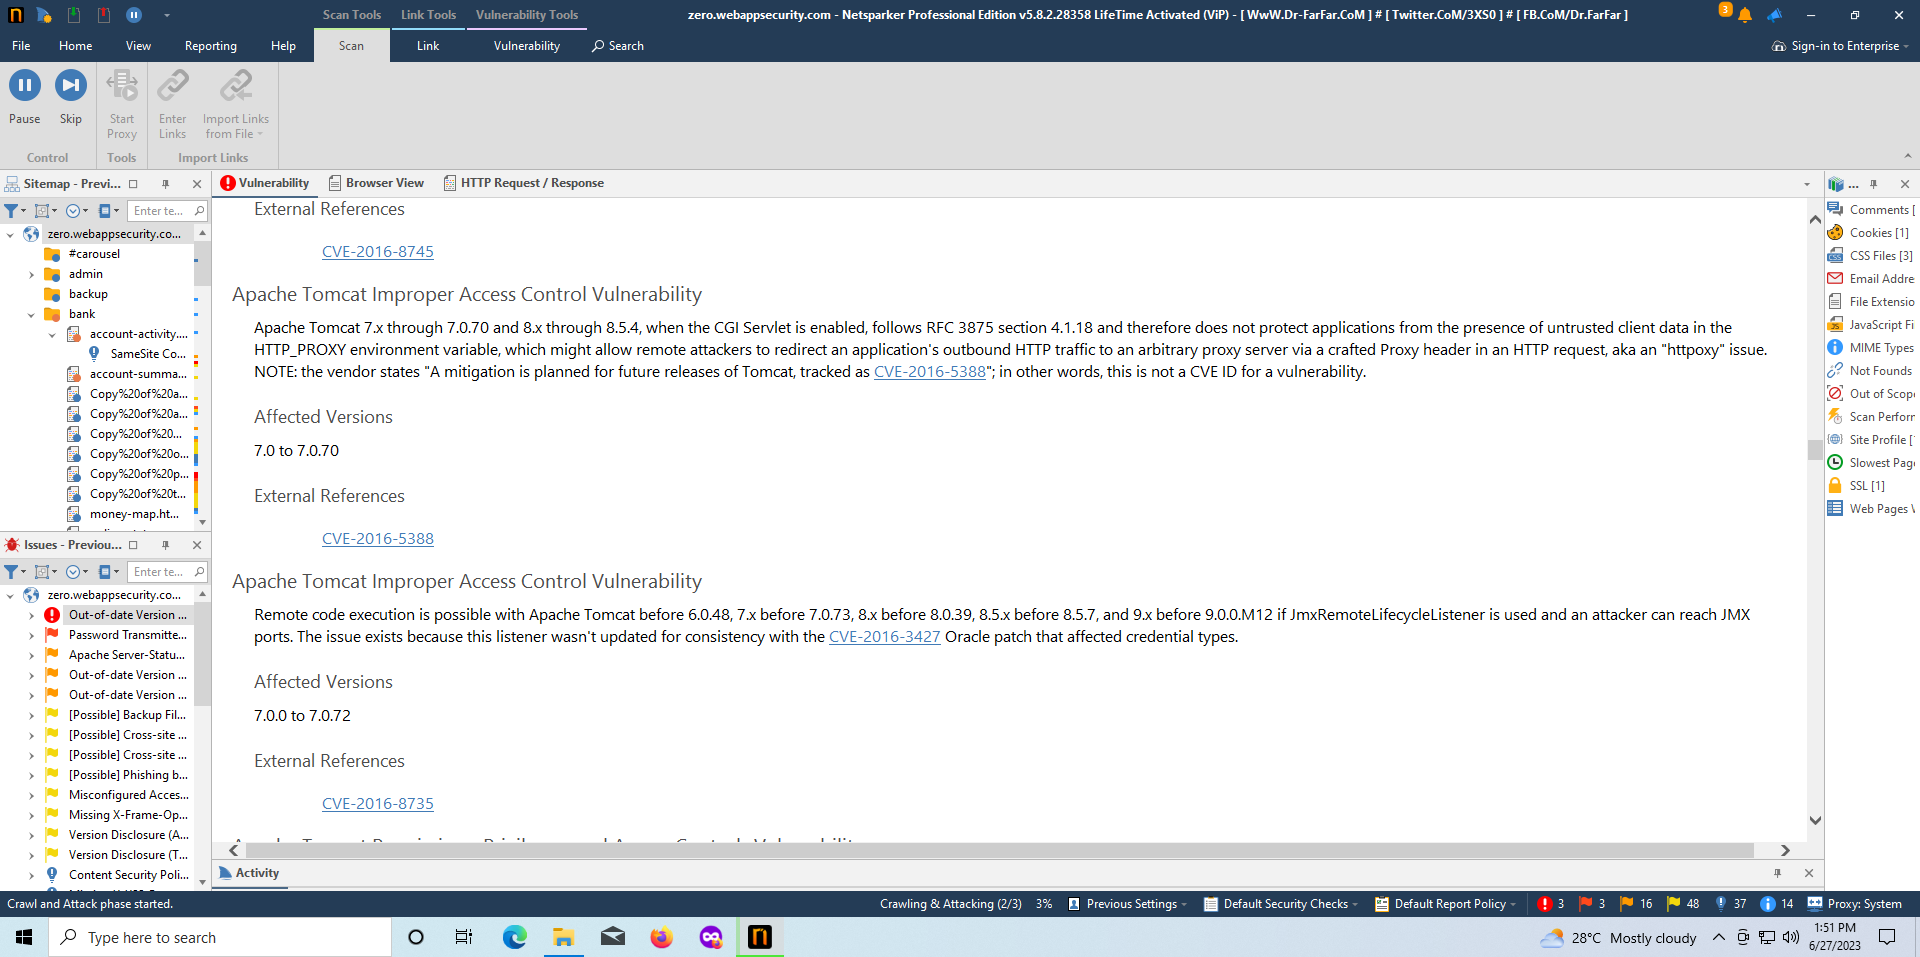 Scan Tools Link Tools Vulnerability Tools
zero.webappsecurity.com - Netsparker Professional Edition v5.8.2.28358 LifeTime Activated (ViP) - [ WwW.Dr-FarFar.CoM ] # [ Twitter.CoM/3XS0 ] # [ FB.CoM/Dr.FarFar ]
3
File Home View Reporting Help Scan Link Vulnerability Search
Sign-in to Enterprise
Pause
Skip
Start Proxy
Enter Links
Import Links from File
Control
Tools
Import Links
Sitemap - Previ...
Enter te...
zero.webappsecurity.co...
#carousel
admin
backup
bank
account-activity....
SameSite Co...
account-summa...
Copy%20of%20a...
Copy%20of%20a...
Copy%20of%20...
Copy%20of%20o...
Copy%20of%20p...
Copy%20of%20t...
money-map.ht...
Issues - Previou...
Enter te...
zero.webappsecurity.co...
Out-of-date Version ...
Password Transmitte...
Apache Server-Statu...
Out-of-date Version ...
Out-of-date Version ...
[Possible] Backup Fil...
[Possible] Cross-site ...
[Possible] Cross-site ...
[Possible] Phishing b...
Misconfigured Acces...
Missing X-Frame-Op...
Version Disclosure (A...
Version Disclosure (T...
Content Security Poli...
Vulnerability Browser View HTTP Request / Response
External References
CVE-2016-8745
Apache Tomcat Improper Access Control Vulnerability
Apache Tomcat 7.x through 7.0.70 and 8.x through 8.5.4, when the CGI Servlet is enabled, follows RFC 3875 section 4.1.18 and therefore does not protect applications from the presence of untrusted client data in the
HTTP_PROXY environment variable, which might allow remote attackers to redirect an application's outbound HTTP traffic to an arbitrary proxy server via a crafted Proxy header in an HTTP request, aka an "httpoxy" issue.
NOTE: the vendor states "A mitigation is planned for future releases of Tomcat, tracked as CVE-2016-5388"; in other words, this is not a CVE ID for a vulnerability.
Affected Versions
7.0 to 7.0.70
External References
CVE-2016-5388
Apache Tomcat Improper Access Control Vulnerability
Remote code execution is possible with Apache Tomcat before 6.0.48, 7.x before 7.0.73, 8.x before 8.0.39, 8.5.x before 8.5.7, and 9.x before 9.0.0.M12 if JmxRemoteLifecycleListener is used and an attacker can reach JMX
ports. The issue exists because this listener wasn't updated for consistency with the CVE-2016-3427 Oracle patch that affected credential types.
Affected Versions
7.0.0 to 7.0.72
External References
CVE-2016-8735
Activity
...
Comments [
Cookies [1]
CSS Files [3]
Email Addre
File Extensio
JavaScript Fi
MIME Types
Not Founds
Out of Scop
Scan Perforr
Site Profile [
Slowest Page
SSL [1]
Web Pages
Crawl and Attack phase started.
Crawling & Attacking (2/3) 3% Previous Settings Default Security Checks Default Report Policy 3 3 16 48 37 14 Proxy: System
Type here to search
28°C Mostly cloudy
1:51 PM
6/27/2023